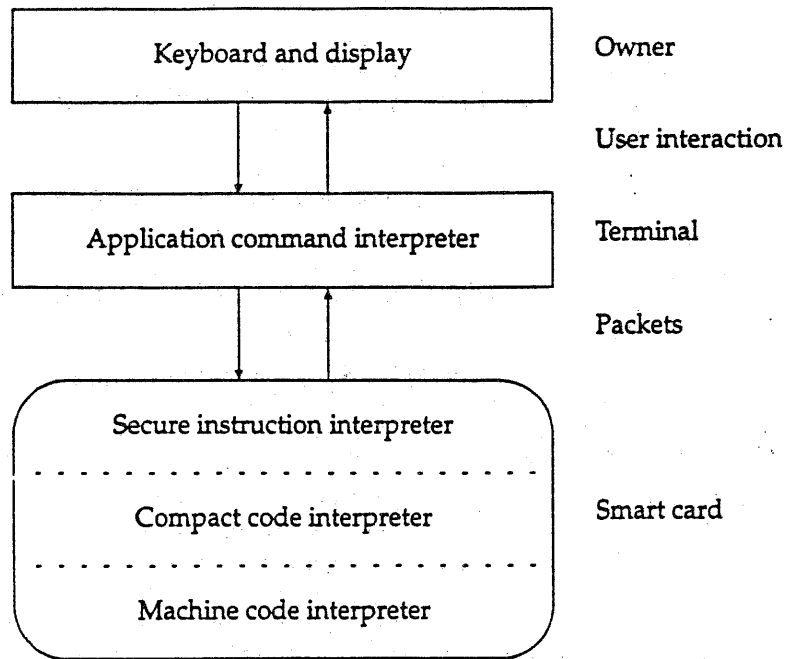 Keyboard and display
Owner
User interaction
Application command interpreter
Terminal
Packets
Secure instruction interpreter
Compact code interpreter
Smart card
Machine code interpreter